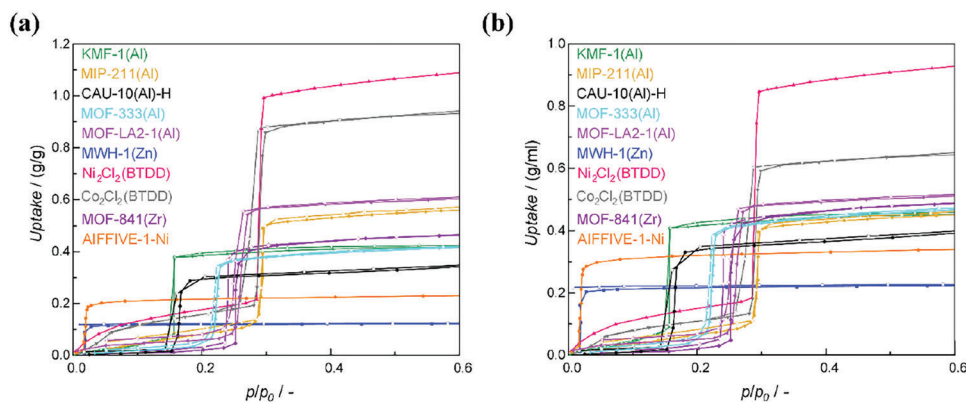 (a)
Uptake / (g/g)
1.2
1.0
0.8
0.6
0.4
0.2
0.0
KMF-1(Al)
MIP-211(Al)
CAU-10(Al)-H
MOF-333(Al)
MOF-LA2-1(Al)
MWH-1(Zn)
Ni2Cl2(BTDD)
Co2Cl2(BTDD)
MOF-841(Zr)
AIFFIVE-1-Ni
0.0 0.2 0.4 0.6
p/p0 / -
(b)
Uptake / (g/ml)
1.0
0.8
0.6
0.4
0.2
0.0
KMF-1(Al)
MIP-211(Al)
CAU-10(Al)-H
MOF-333(Al)
MOF-LA2-1(Al)
MWH-1(Zn)
Ni2Cl2(BTDD)
Co2Cl2(BTDD)
MOF-841(Zr)
AIFFIVE-1-Ni
0.0 0.2 0.4 0.6
p/p0 / -